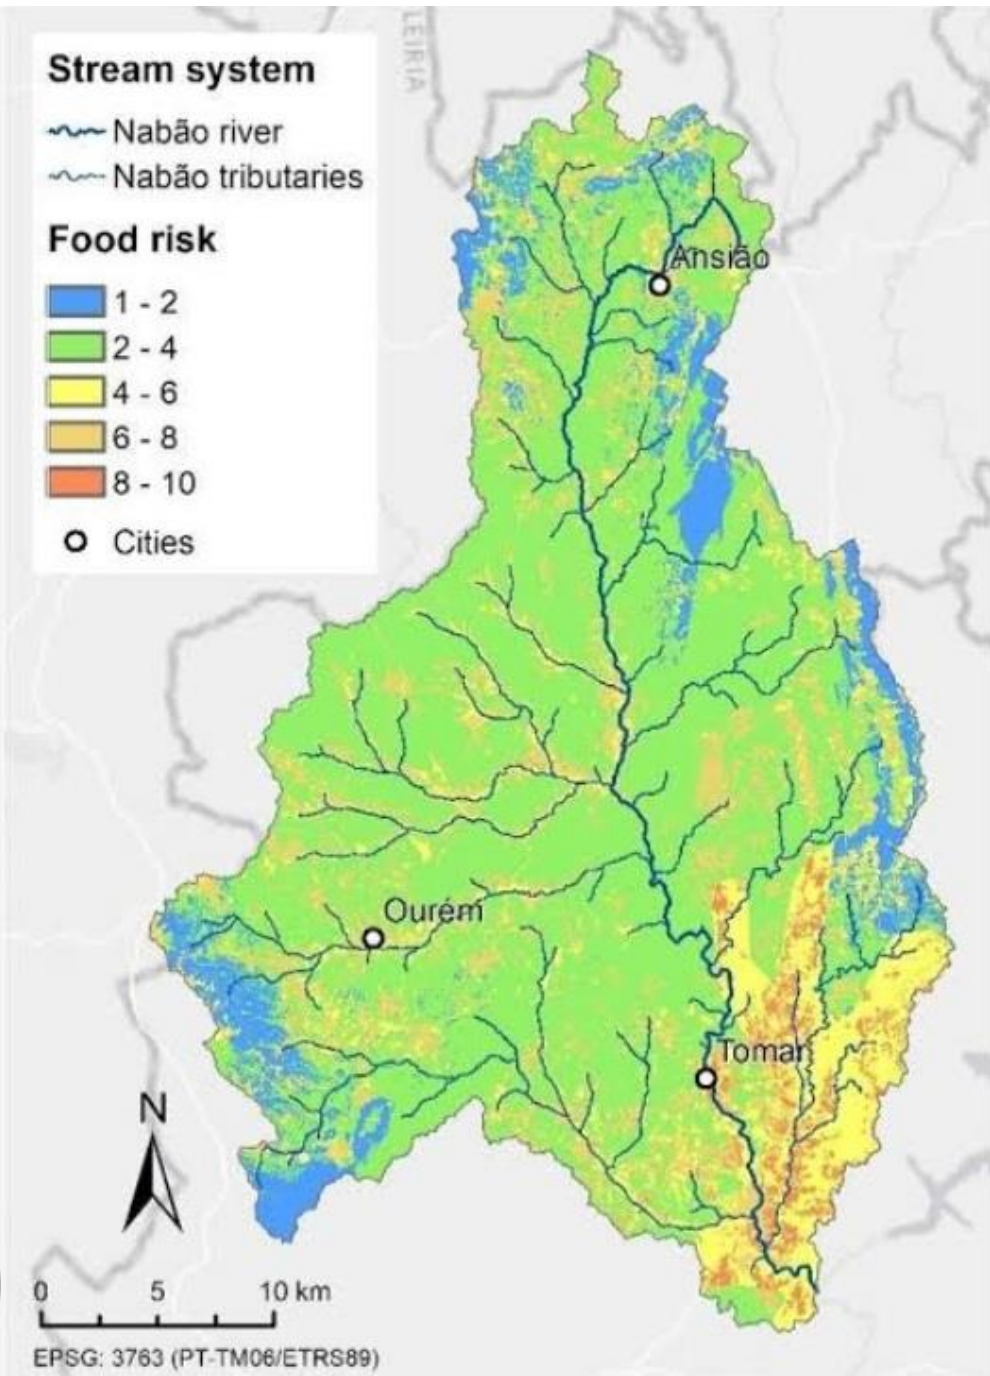 LEIRIA
Stream system
Nabão river
Nabão tributaries
Food risk
1 - 2
2 - 4
4 - 6
6 - 8
8 - 10
Cities
Ansião
Ourém
Tomar
N
0 5 10 km
EPSG: 3763 (PT-TM06/ETRS89)